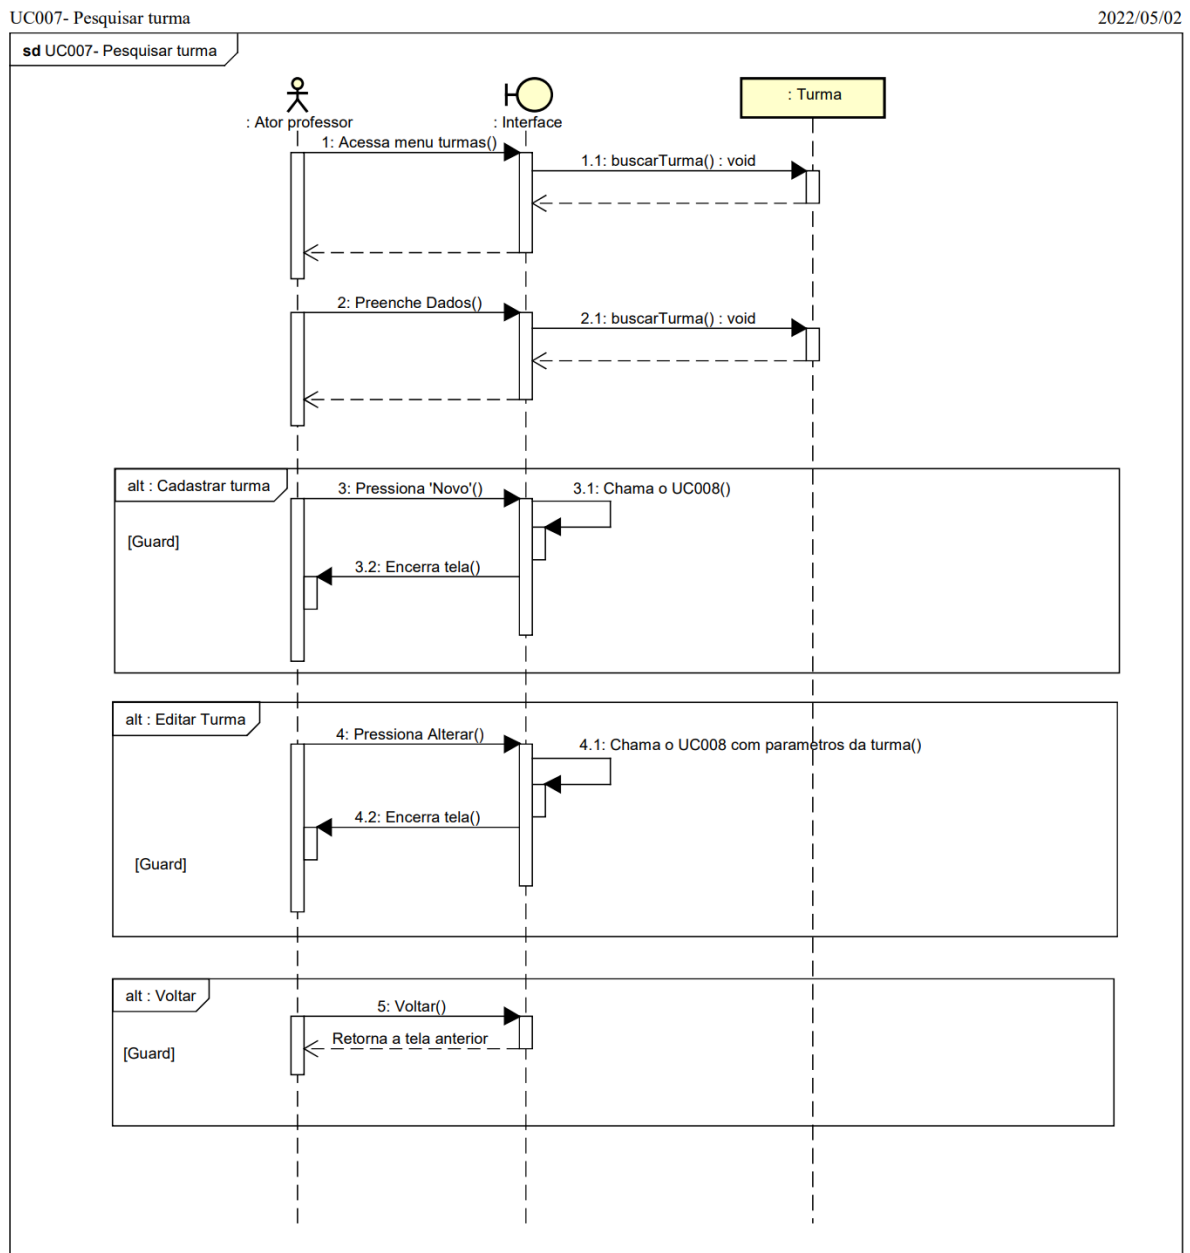 UC007- Pesquisar turma
2022/05/02
sd UC007- Pesquisar turma
: Ator professor
: Interface
: Turma
1: Acessa menu turmas()
1.1: buscarTurma() : void
2: Preenche Dados()
2.1: buscarTurma() : void
alt : Cadastrar turma
3: Pressiona 'Novo'()
3.1: Chama o UC008()
[Guard]
3.2: Encerra tela()
alt : Editar Turma
4: Pressiona Alterar()
4.1: Chama o UC008 com parametros da turma()
4.2: Encerra tela()
[Guard]
alt : Voltar
5: Voltar()
Retorna a tela anterior
[Guard]